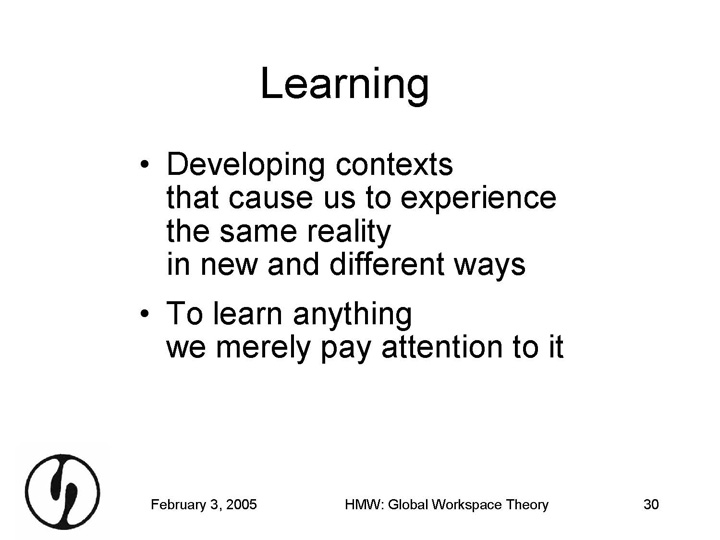 Learning
• Developing contexts
that cause us to experience
the same reality
in new and different ways
• To learn anything
we merely pay attention to it
February 3, 2005 HMW: Global Workspace Theory 30